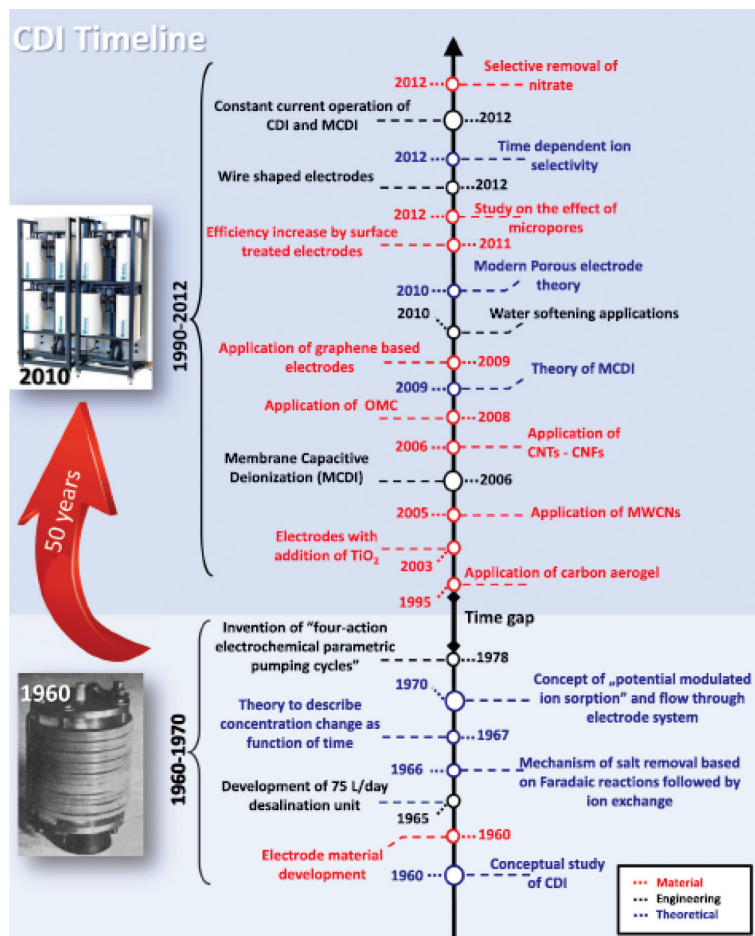 CDI Timeline
2012
Selective removal of
nitrate
Constant current operation of
CDI and MCDI
2012
2012
Time dependent ion
selectivity
Wire shaped electrodes
2012
2012
Study on the effect of
micropores
Efficiency increase by surface
treated electrodes
2011
Modern Porous electrode
theory
2010
2010
Water softening applications
Application of graphene based
electrodes
2009
2009
Theory of MCDI
Application of OMC
2008
2006
Application of
CNTs - CNFs
Membrane Capacitive
Deionization (MCDI)
2006
2005
Application of MWCNs
Electrodes with
addition of TiO₂
2003
Application of carbon aerogel
1995
1990-2012
2010
50 years
Time gap
Invention of "four-action
electrochemical parametric
pumping cycles"
1978
1970
Concept of „potential modulated
ion sorption" and flow through
electrode system
Theory to describe
concentration change as
function of time
1967
1966
Mechanism of salt removal based
on Faradaic reactions followed by
ion exchange
Development of 75 L/day
desalination unit
1965
1960
Electrode material
development
1960
Conceptual study
of CDI
1960-1970
1960
Material
Engineering
Theoretical